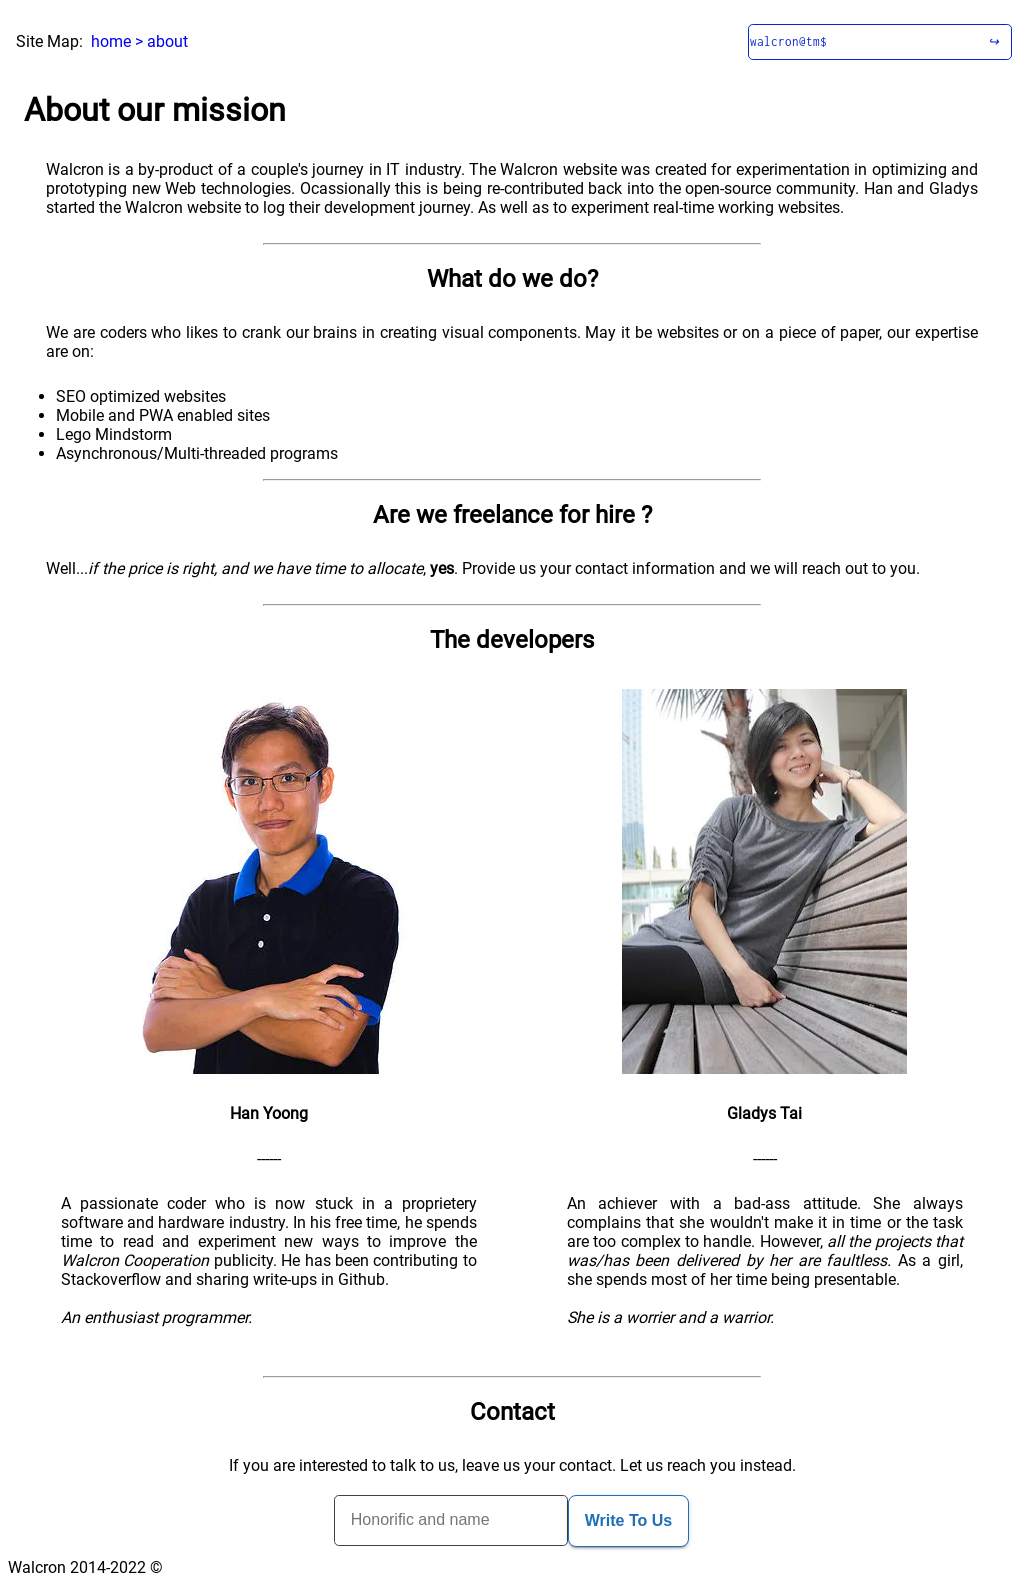 Site Map: home > about
walcron@tm$ ↪
About our mission
Walcron is a by-product of a couple's journey in IT industry. The Walcron website was created for experimentation in optimizing and
prototyping new Web technologies. Ocassionally this is being re-contributed back into the open-source community. Han and Gladys
started the Walcron website to log their development journey. As well as to experiment real-time working websites.
What do we do?
We are coders who likes to crank our brains in creating visual components. May it be websites or on a piece of paper, our expertise
are on:
• SEO optimized websites
• Mobile and PWA enabled sites
• Lego Mindstorm
• Asynchronous/Multi-threaded programs
Are we freelance for hire ?
Well...if the price is right, and we have time to allocate, yes. Provide us your contact information and we will reach out to you.
The developers
Han Yoong
------
A passionate coder who is now stuck in a proprietery
software and hardware industry. In his free time, he spends
time to read and experiment new ways to improve the
Walcron Cooperation publicity. He has been contributing to
Stackoverflow and sharing write-ups in Github.
An enthusiast programmer.
Gladys Tai
------
An achiever with a bad-ass attitude. She always
complains that she wouldn't make it in time or the task
are too complex to handle. However, all the projects that
was/has been delivered by her are faultless. As a girl,
she spends most of her time being presentable.
She is a worrier and a warrior.
Contact
If you are interested to talk to us, leave us your contact. Let us reach you instead.
Honorific and name
Write To Us
Walcron 2014-2022 ©